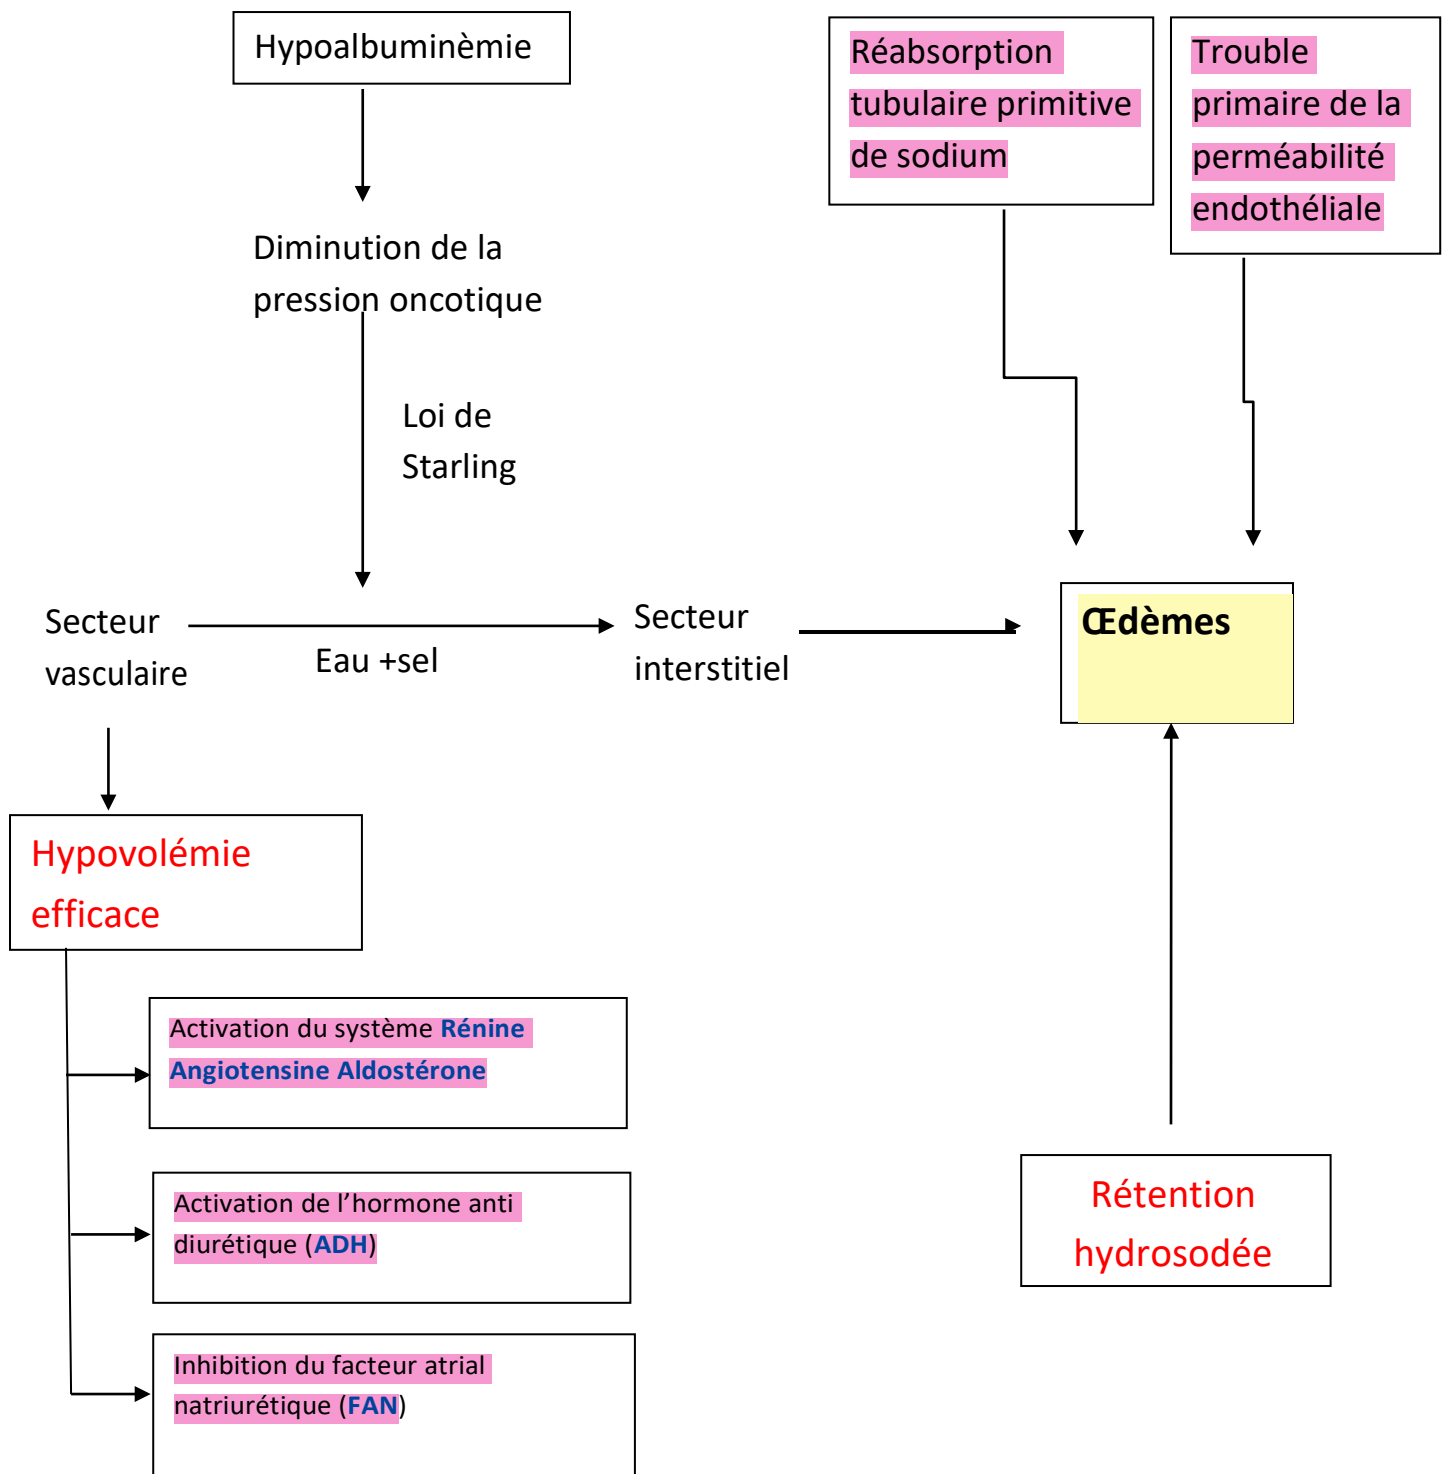 Hypoalbuminèmie
Réabsorption
tubulaire primitive
de sodium
Trouble
primaire de la
perméabilité
endothéliale
Diminution de la
pression oncotique
Loi de
Starling
Secteur
vasculaire
Eau +sel
Secteur
interstitiel
Œdèmes
Hypovolémie
efficace
Activation du système Rénine
Angiotensine Aldostérone
Activation de l’hormone anti
diurétique (ADH)
Inhibition du facteur atrial
natriurétique (FAN)
Rétention
hydrosodée